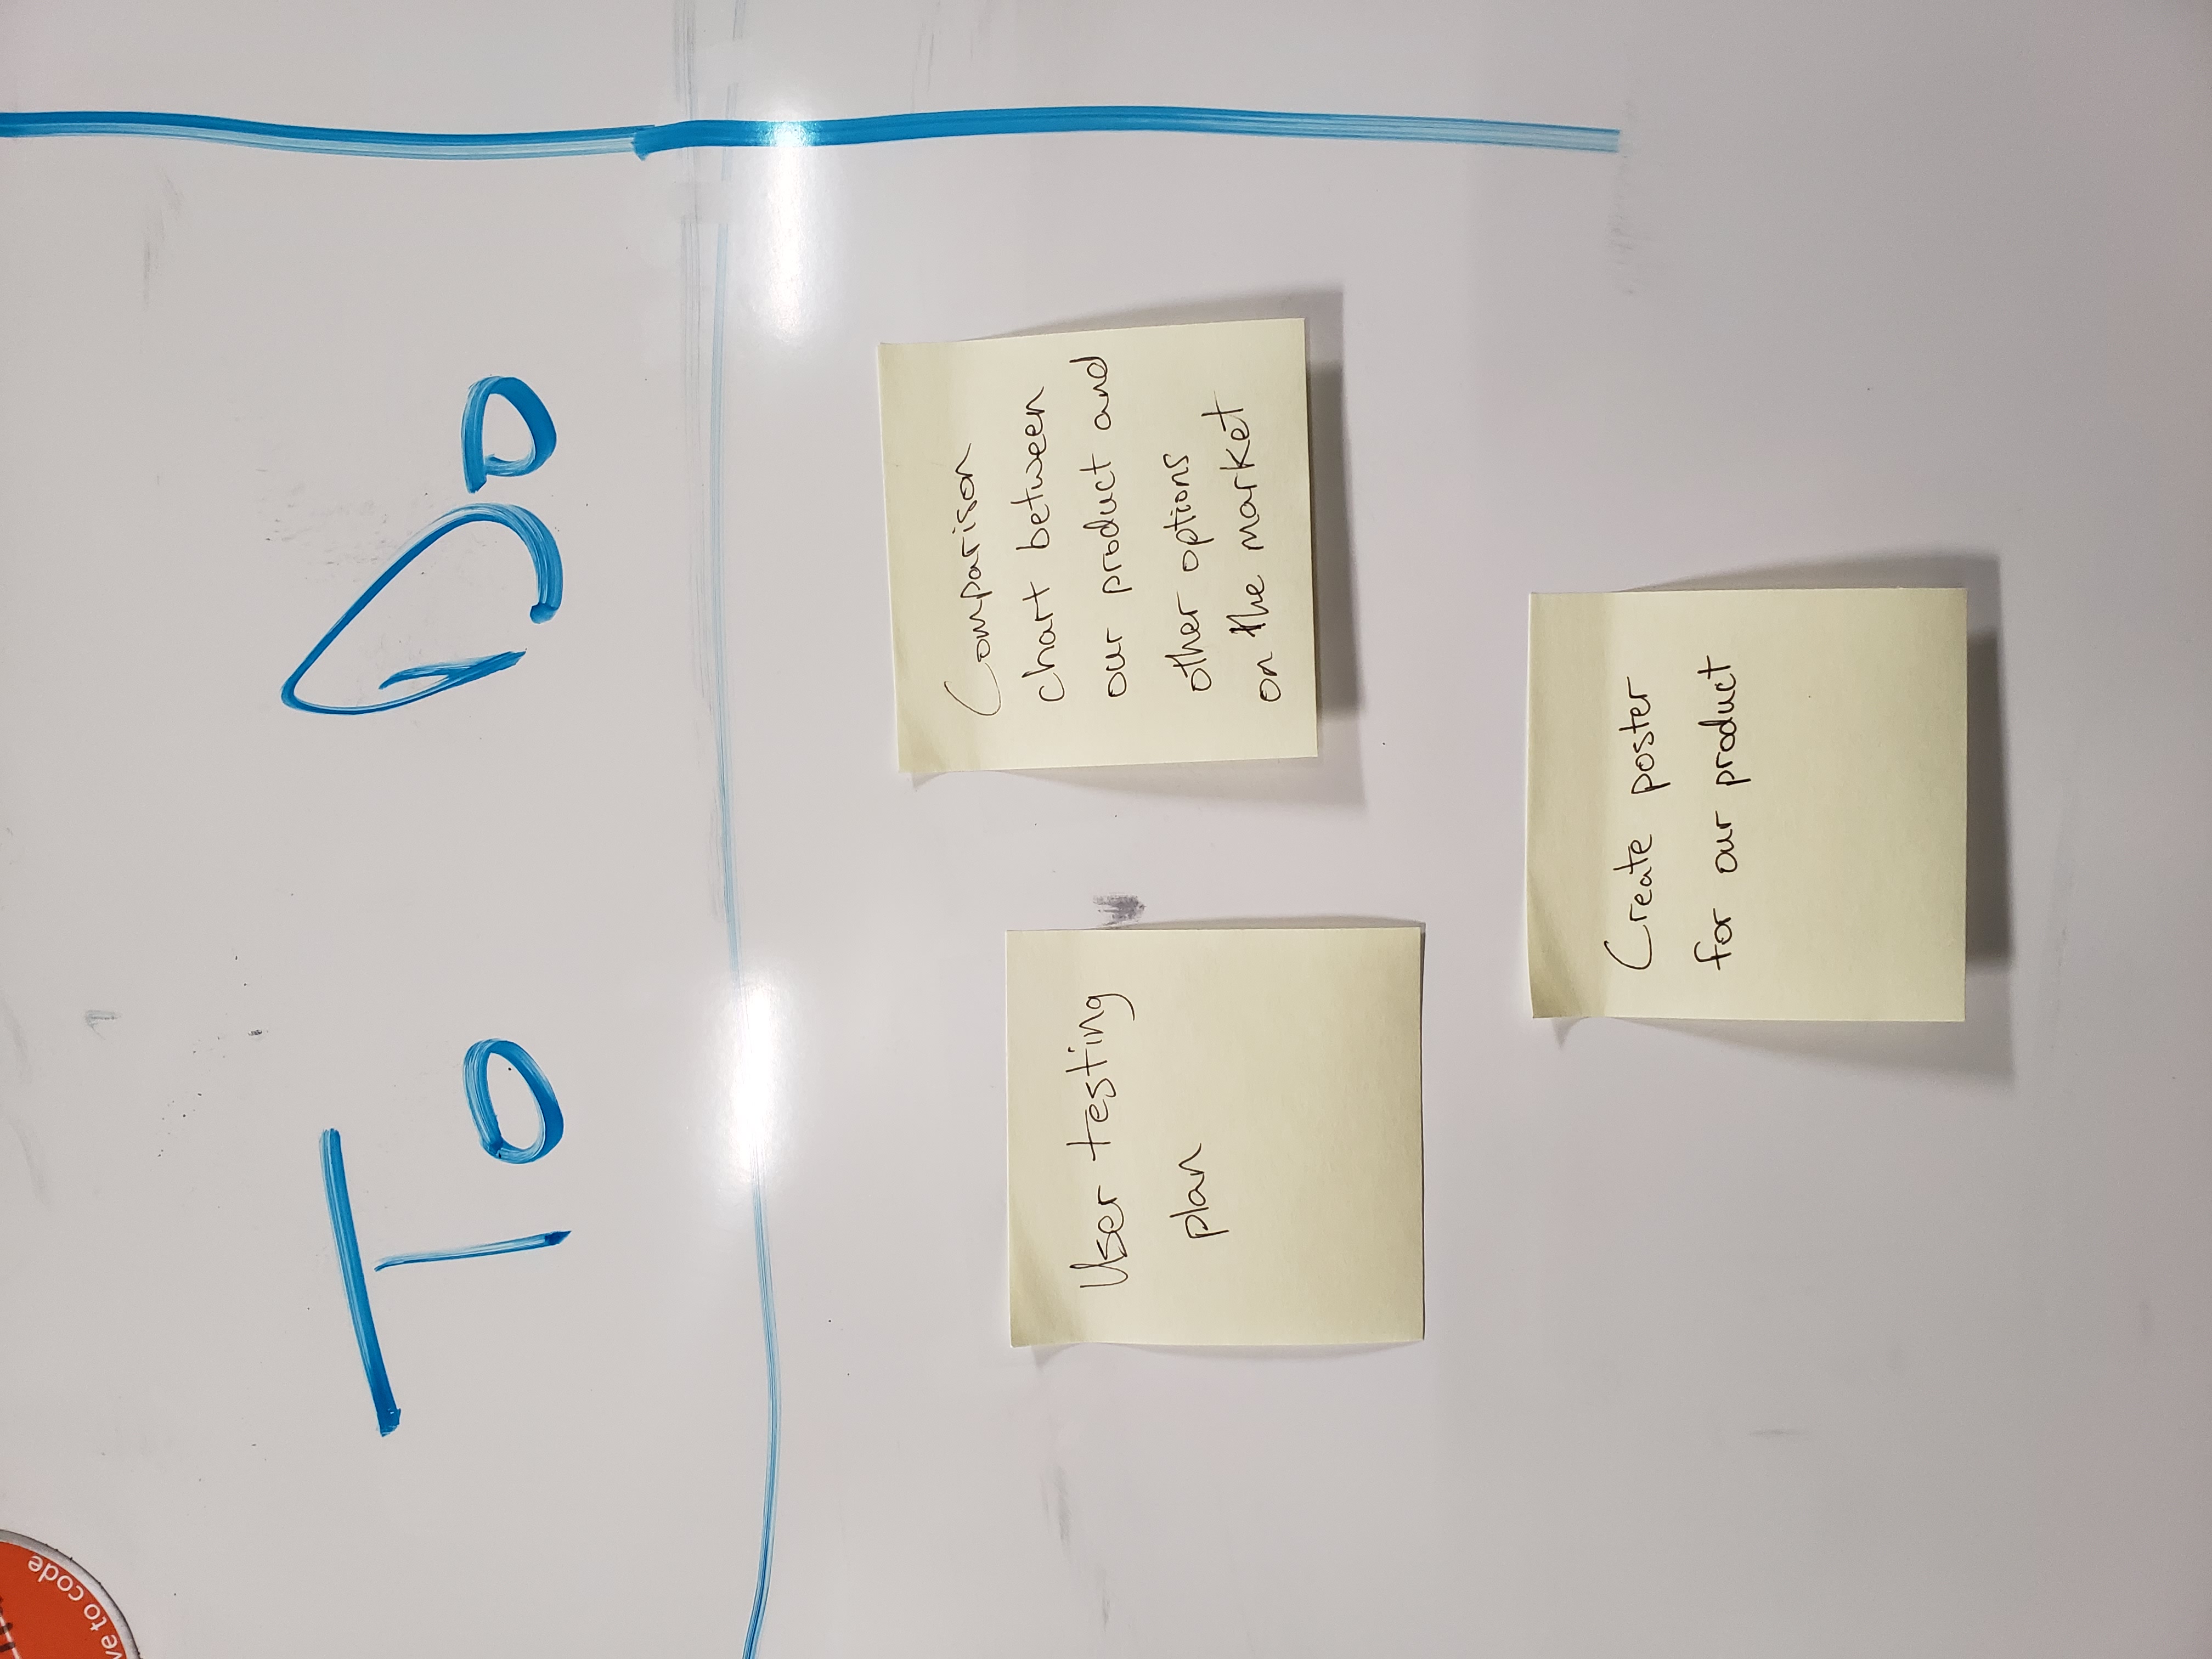 ve to code
To Do
User testing
plan
Comparison
chart between
our product and
other options
on the market
Create poster
for our product